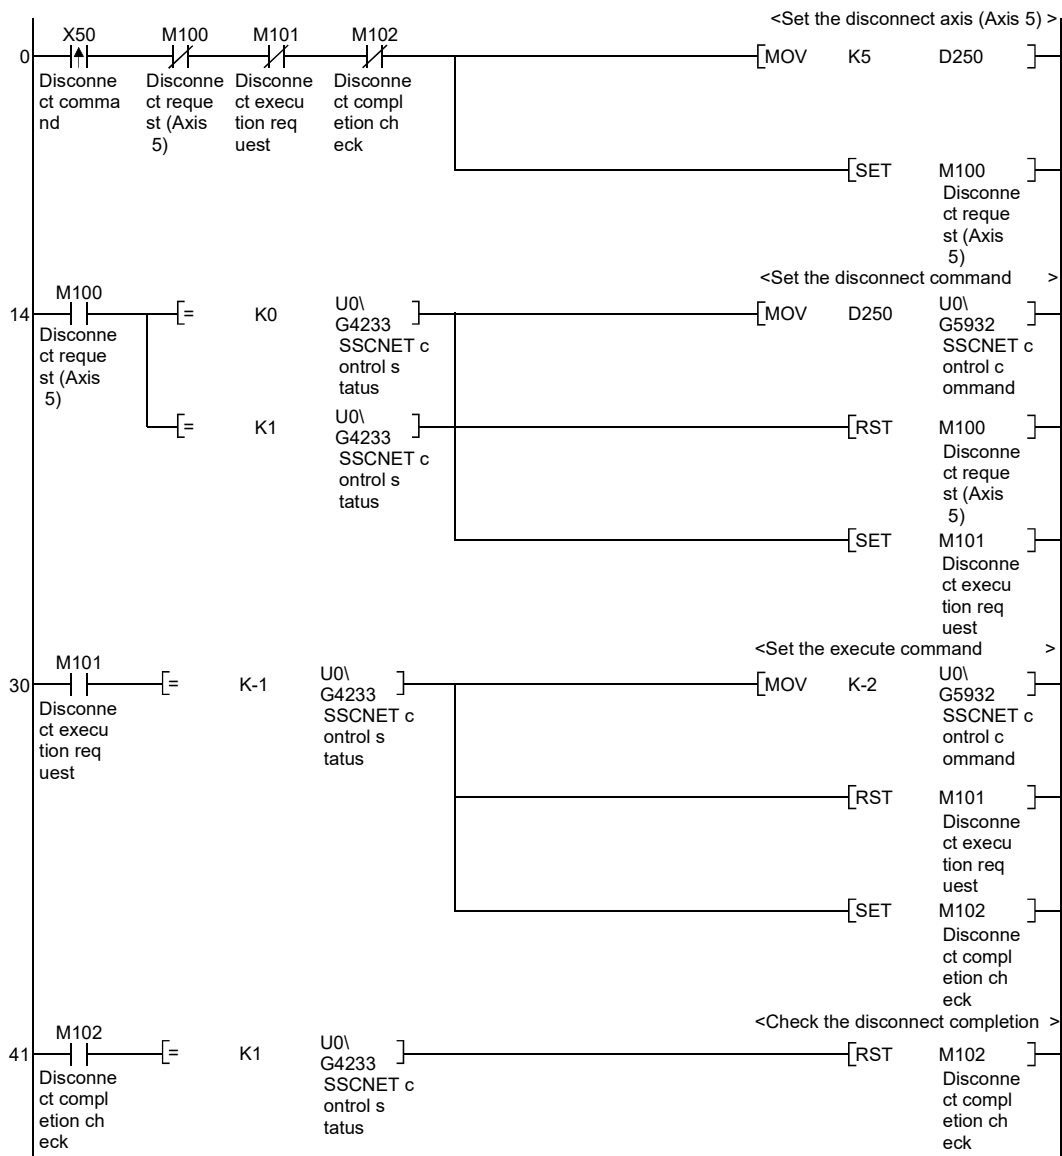 <Set the disconnect axis (Axis 5) >
X50 M100 M101 M102
0 [MOV K5 D250 ]
Disconne Disconne Disconne Disconne
ct comma ct reque ct execu ct compl
nd st (Axis tion req etion ch
5) uest eck
[SET M100 ]
Disconne
ct reque
st (Axis
5)
<Set the disconnect command >
M100
14 [= K0 U0\ ] [MOV D250 U0\ ]
G4233 G5932
Disconne SSCNET c SSCNET c
ct reque ontrol s ontrol c
st (Axis tatus ommand
5)
[= K1 U0\ ] [RST M100 ]
G4233
SSCNET c Disconne
ontrol s ct reque
tatus st (Axis
5)
[SET M101 ]
Disconne
ct execu
tion req
uest
<Set the execute command >
M101
30 [= K-1 U0\ ] [MOV K-2 U0\ ]
G4233 G5932
Disconne SSCNET c SSCNET c
ct execu ontrol s ontrol c
tion req tatus ommand
uest
[RST M101 ]
Disconne
ct execu
tion req
uest
[SET M102 ]
Disconne
ct compl
etion ch
eck
<Check the disconnect completion >
M102
41 [= K1 U0\ ] [RST M102 ]
G4233
Disconne SSCNET c Disconne
ct compl ontrol s ct compl
etion ch tatus etion ch
eck eck